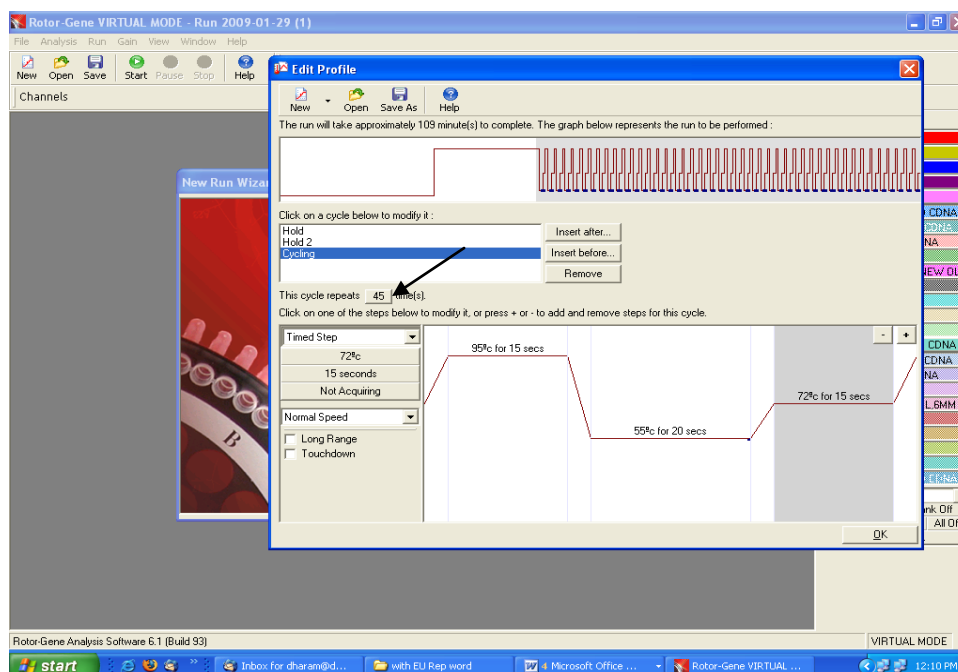 Rotor-Gene VIRTUAL MODE - Run 2009-01-29 (1)
File Analysis Run Gain View Window Help
New Open Save Start Pause Stop Help
Channels
Edit Profile
New Open Save As Help
The run will take approximately 109 minute(s) to complete. The graph below represents the run to be performed :
New Run Wiza
Click on a cycle below to modify it :
Hold
Hold 2
Cycling
Insert after...
Insert before...
Remove
This cycle repeats 45 time(s).
Click on one of the steps below to modify it, or press + or - to add and remove steps for this cycle.
Timed Step
72ºc
15 seconds
Not Acquiring
Normal Speed
Long Range
Touchdown
- +
95ºc for 15 secs
72ºc for 15 secs
55ºc for 20 secs
OK
CDNA
NA
CDNA
CDNA
NA
L.6MM
nk Off
All Of
B
Rotor-Gene Analysis Software 6.1 (Build 93)
VIRTUAL MODE
start
Inbox for dharam@d...
with EU Rep word
4 Microsoft Office ...
Rotor-Gene VIRTUAL ...
12:10 PM